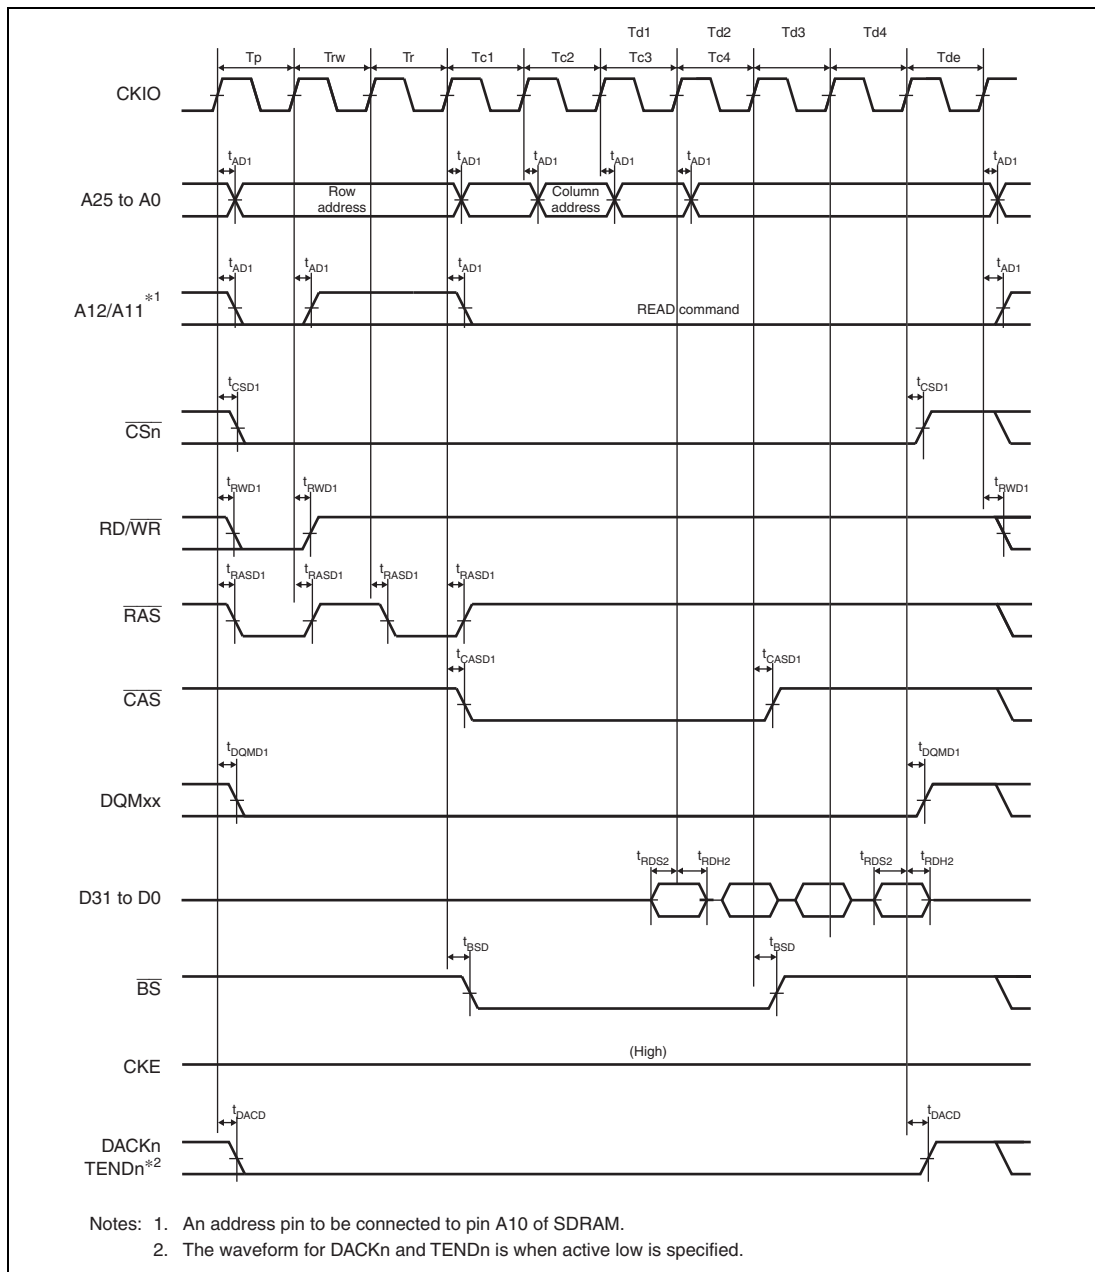 Td1 Td2 Td3 Td4
Tp Trw Tr Tc1 Tc2 Tc3 Tc4 Tde
CKIO
tAD1 tAD1 tAD1 tAD1 tAD1 tAD1
A25 to A0
Row address
Column address
tAD1 tAD1 tAD1 tAD1
A12/A11*1
READ command
tCSD1 tCSD1
CSn
tRWD1 tRWD1 tRWD1
RD/WR
tRASD1 tRASD1 tRASD1 tRASD1
RAS
tCASD1 tCASD1
CAS
tDQMD1 tDQMD1
DQMxx
tRDS2 tRDH2 tRDS2 tRDH2
D31 to D0
tBSD tBSD
BS
(High)
CKE
tDACD tDACD
DACKn
TENDn*2
Notes: 1. An address pin to be connected to pin A10 of SDRAM.
2. The waveform for DACKn and TENDn is when active low is specified.